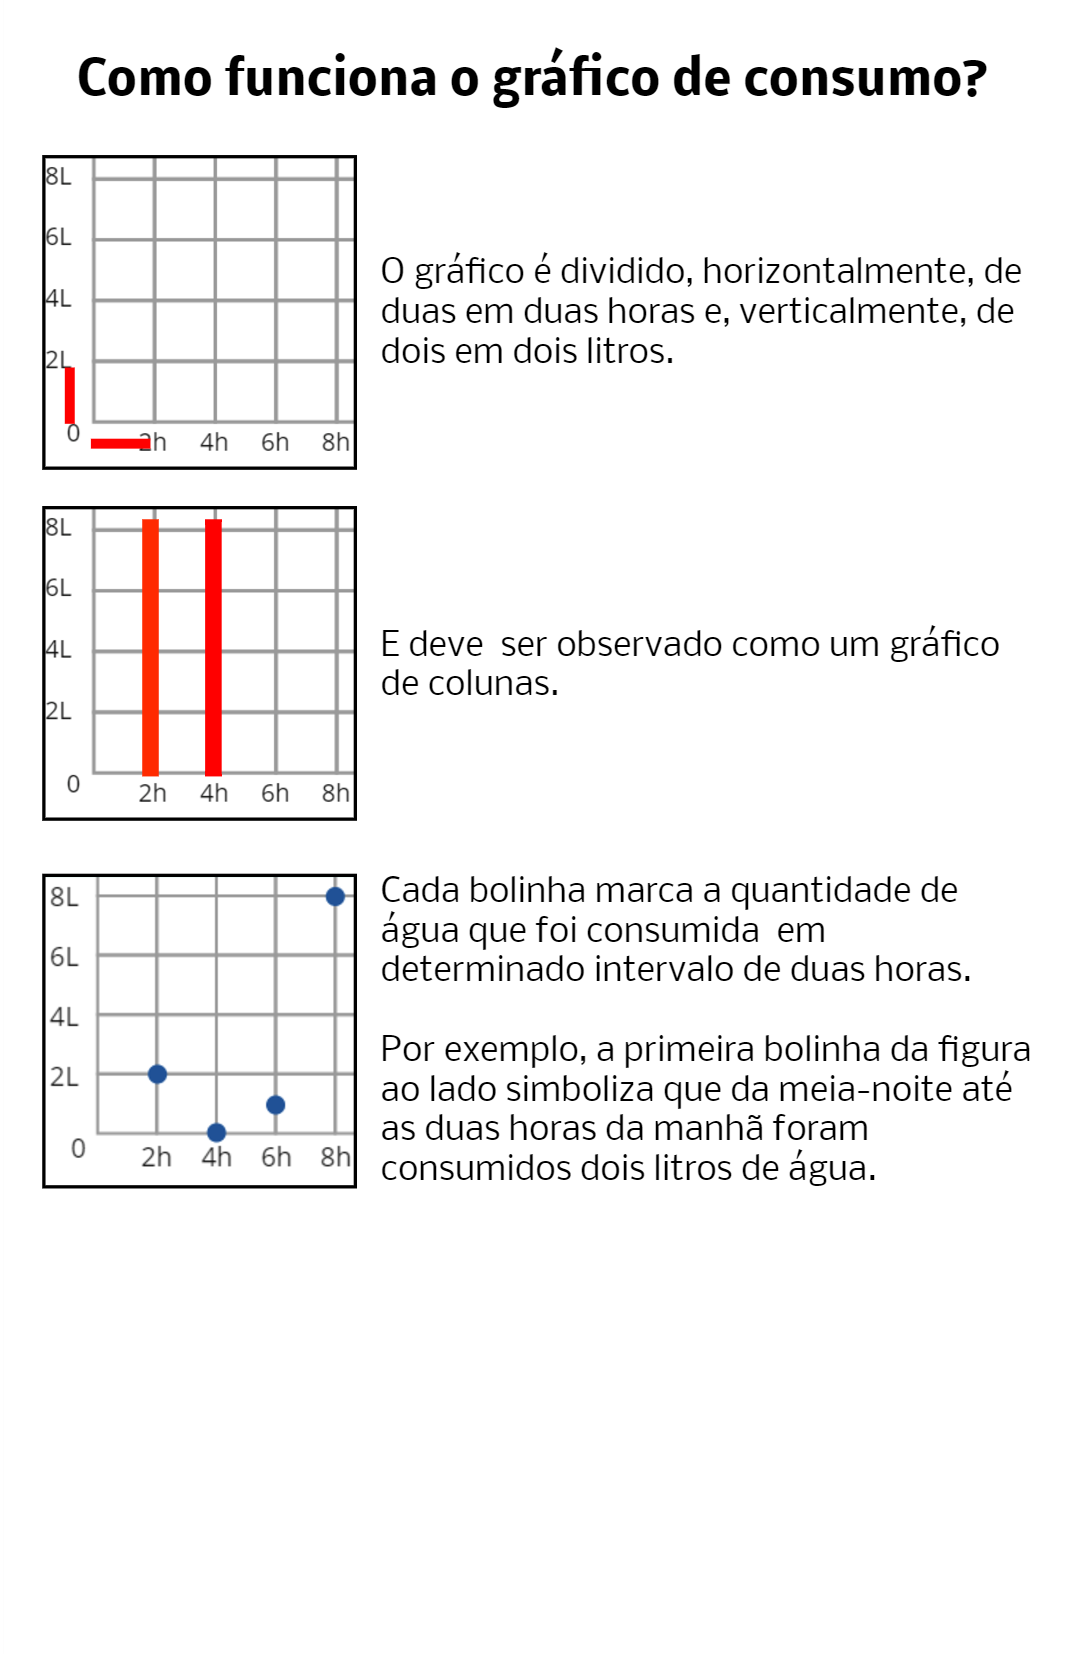 Como funciona o gráfico de consumo?
8L
6L
4L
2L
0
2h 4h 6h 8h
O gráfico é dividido, horizontalmente, de
duas em duas horas e, verticalmente, de
dois em dois litros.
8L
6L
4L
2L
0
2h 4h 6h 8h
E deve ser observado como um gráfico
de colunas.
8L
6L
4L
2L
0
2h 4h 6h 8h
Cada bolinha marca a quantidade de
água que foi consumida em
determinado intervalo de duas horas.
Por exemplo, a primeira bolinha da figura
ao lado simboliza que da meia-noite até
as duas horas da manhã foram
consumidos dois litros de água.